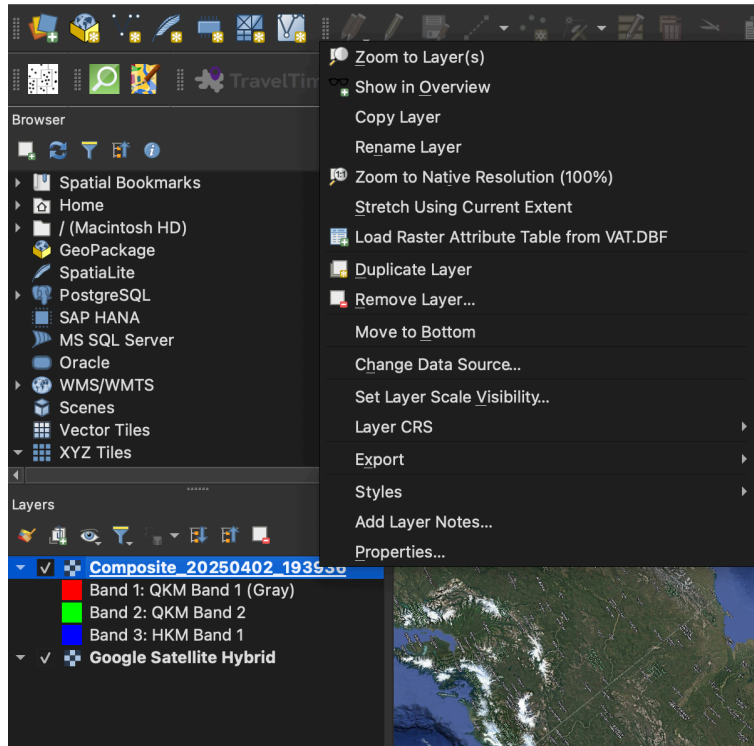 TravelTim
Browser
Spatial Bookmarks
Home
/ (Macintosh HD)
GeoPackage
SpatiaLite
PostgreSQL
SAP HANA
MS SQL Server
Oracle
WMS/WMTS
Scenes
Vector Tiles
XYZ Tiles
Layers
Composite_20250402_193936
Band 1: QKM Band 1 (Gray)
Band 2: QKM Band 2
Band 3: HKM Band 1
Google Satellite Hybrid
Zoom to Layer(s)
Show in Overview
Copy Layer
Rename Layer
Zoom to Native Resolution (100%)
Stretch Using Current Extent
Load Raster Attribute Table from VAT.DBF
Duplicate Layer
Remove Layer...
Move to Bottom
Change Data Source...
Set Layer Scale Visibility...
Layer CRS
Export
Styles
Add Layer Notes...
Properties...